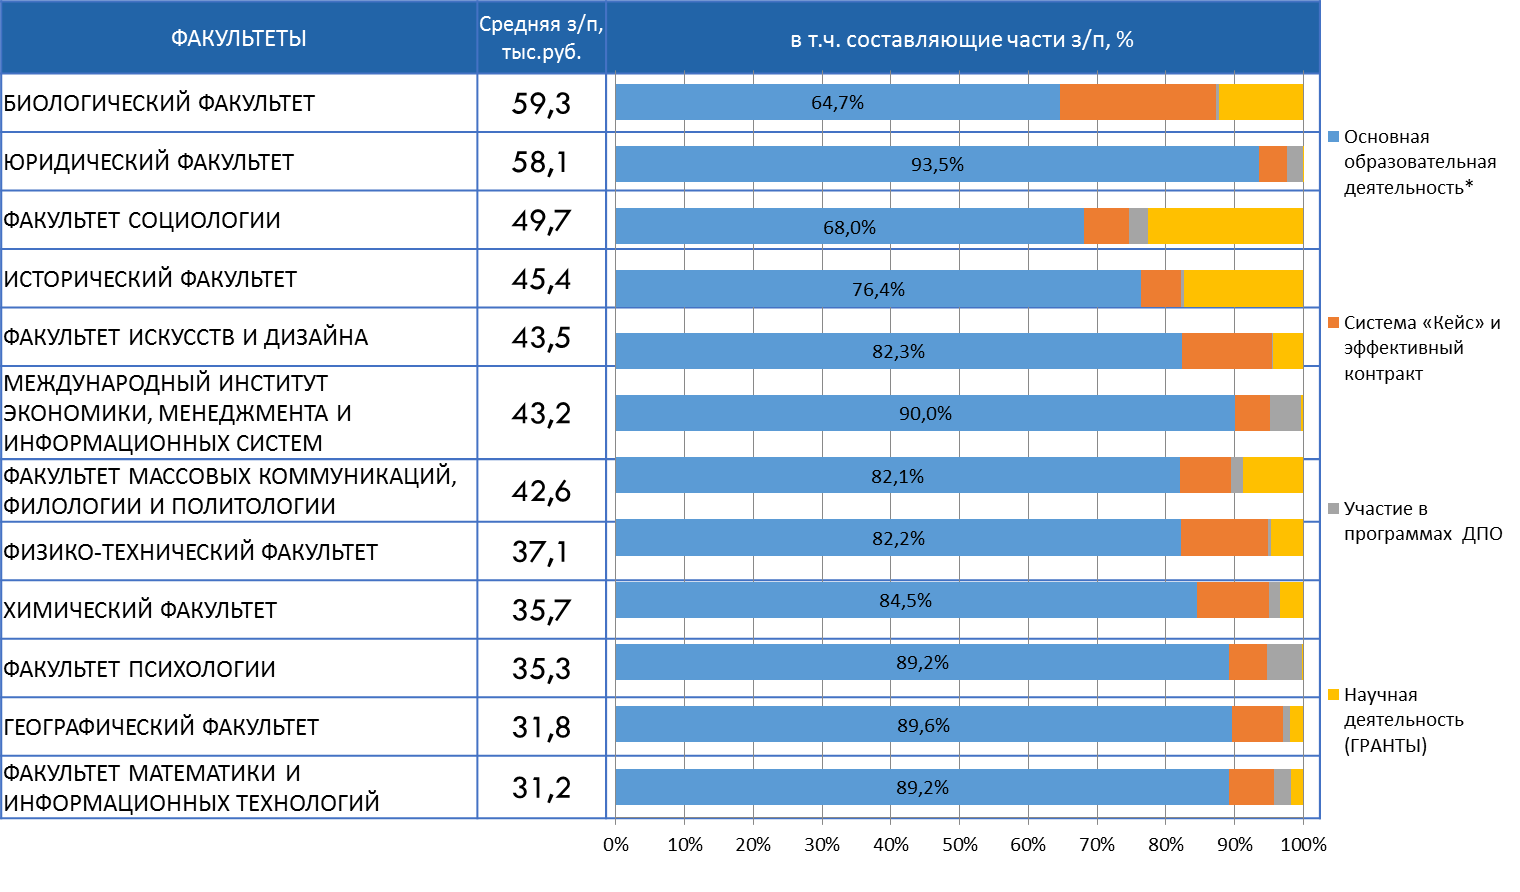 ФАКУЛЬТЕТЫ
Средняя з/п,
тыс.руб.
в т.ч. составляющие части з/п, %
БИОЛОГИЧЕСКИЙ ФАКУЛЬТЕТ
59,3
64,7%
ЮРИДИЧЕСКИЙ ФАКУЛЬТЕТ
58,1
93,5%
ФАКУЛЬТЕТ СОЦИОЛОГИИ
49,7
68,0%
ИСТОРИЧЕСКИЙ ФАКУЛЬТЕТ
45,4
76,4%
ФАКУЛЬТЕТ ИСКУССТВ И ДИЗАЙНА
43,5
82,3%
МЕЖДУНАРОДНЫЙ ИНСТИТУТ
ЭКОНОМИКИ, МЕНЕДЖМЕНТА И
ИНФОРМАЦИОННЫХ СИСТЕМ
43,2
90,0%
ФАКУЛЬТЕТ МАССОВЫХ КОММУНИКАЦИЙ,
ФИЛОЛОГИИ И ПОЛИТОЛОГИИ
42,6
82,1%
ФИЗИКО-ТЕХНИЧЕСКИЙ ФАКУЛЬТЕТ
37,1
82,2%
ХИМИЧЕСКИЙ ФАКУЛЬТЕТ
35,7
84,5%
ФАКУЛЬТЕТ ПСИХОЛОГИИ
35,3
89,2%
ГЕОГРАФИЧЕСКИЙ ФАКУЛЬТЕТ
31,8
89,6%
ФАКУЛЬТЕТ МАТЕМАТИКИ И
ИНФОРМАЦИОННЫХ ТЕХНОЛОГИЙ
31,2
89,2%
0% 10% 20% 30% 40% 50% 60% 70% 80% 90% 100%
Основная
образовательная
деятельность*
Система «Кейс» и
эффективный
контракт
Участие в
программах ДПО
Научная
деятельность
(ГРАНТЫ)